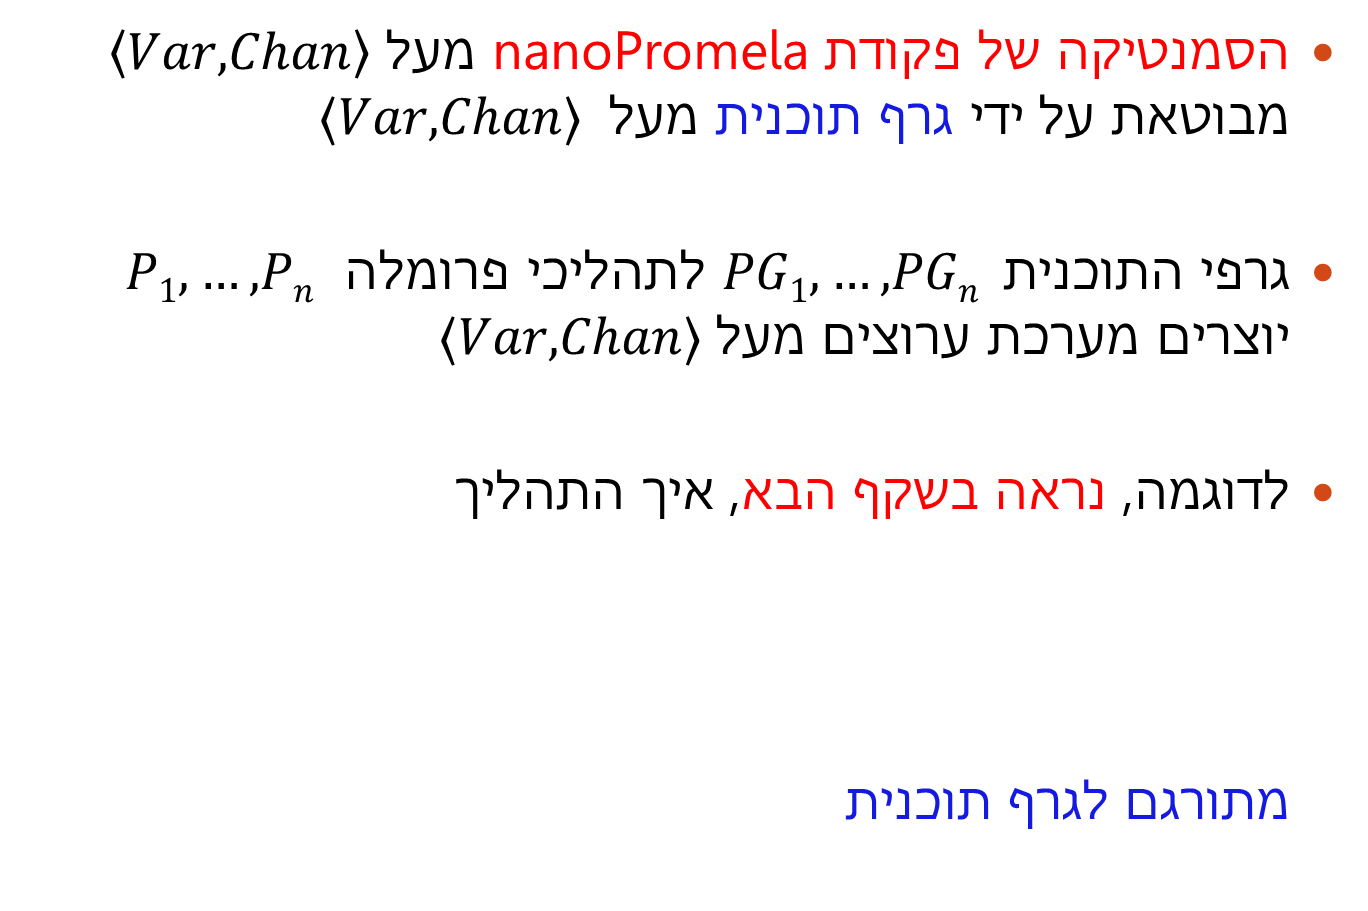 • הסמנטיקה של פקודת nanoPromela מעל ⟨Var,Chan⟩
מבוטאת על ידי גרף תוכנית מעל ⟨Var,Chan⟩
• גרפי התוכנית PG₁, … ,PGₙ לתהליכי פרומלה P₁, … ,Pₙ
יוצרים מערכת ערוצים מעל ⟨Var,Chan⟩
• לדוגמה, נראה בשקף הבא, איך התהליך
מתורגם לגרף תוכנית